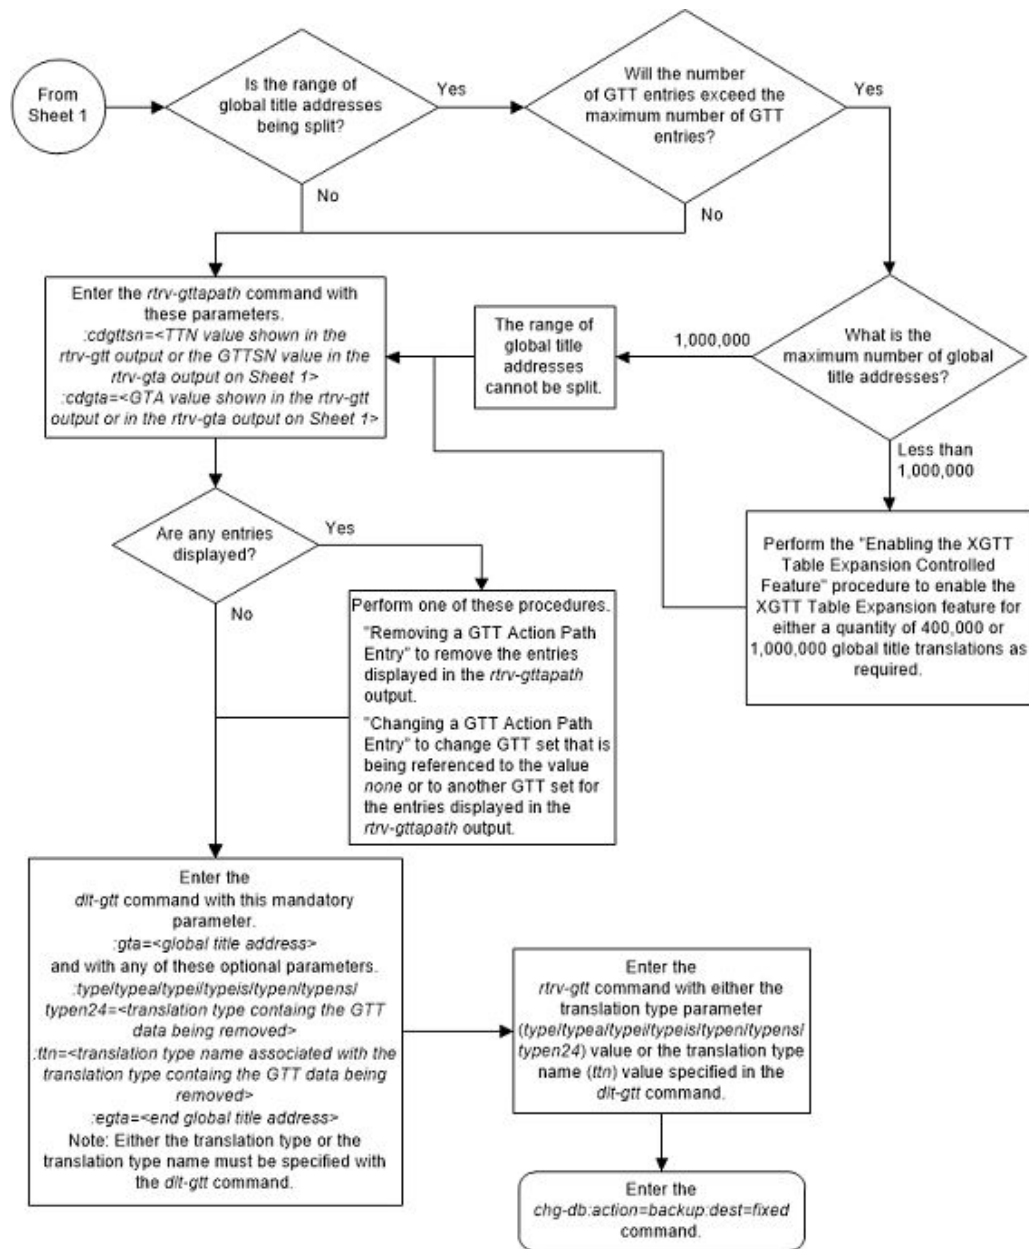 From
Sheet 1
Is the range of
global title addresses
being split?
Yes
No
Will the number
of GTT entries exceed the
maximum number of GTT
entries?
Yes
No
What is the
maximum number of global
title addresses?
1,000,000
Less than
1,000,000
The range of
global title
addresses
cannot be split.
Perform the "Enabling the XGTT
Table Expansion Controlled
Feature" procedure to enable the
XGTT Table Expansion feature for
either a quantity of 400,000 or
1,000,000 global title translations as
required.
Enter the rtrv-gttapath command with
these parameters.
:cdgttsn=<TTN value shown in the
rtrv-gtt output or the GTTSN value in the
rtrv-gta output on Sheet 1>
:cdgta=<GTA value shown in the rtrv-gtt
output or in the rtrv-gta output on Sheet 1>
Are any entries
displayed?
Yes
No
Perform one of these procedures.
"Removing a GTT Action Path
Entry" to remove the entries
displayed in the rtrv-gttapath
output.
"Changing a GTT Action Path
Entry" to change GTT set that is
being referenced to the value
none or to another GTT set for
the entries displayed in the
rtrv-gttapath output.
Enter the
dlt-gtt command with this mandatory
parameter.
:gta=<global title address>
and with any of these optional parameters.
:type/typea/typei/typeis/typen/typens/
typen24=<translation type containg the GTT
data being removed>
:ttn=<translation type name associated with the
translation type containg the GTT data being
removed>
:egta=<end global title address>
Note: Either the translation type or the
translation type name must be specified with
the dlt-gtt command.
Enter the
rtrv-gtt command with either the
translation type parameter
(type/typea/typei/typeis/typen/typens/
typen24) value or the translation type
name (ttn) value specified in the
dlt-gtt command.
Enter the
chg-db:action=backup:dest=fixed
command.